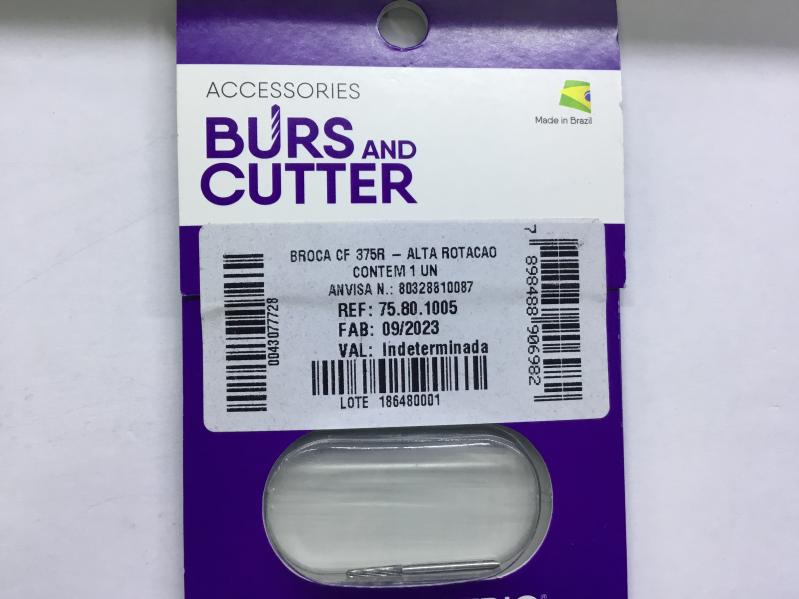 ACCESSORIES
BURS AND
CUTTER
Made in Brazil
BROCA CF 375R – ALTA ROTACAO
CONTEM 1 UN
ANVISA N.: 80328810087
REF: 75.80.1005
FAB: 09/2023
VAL: Indeterminada
LOTE 186480001
0043077728
7 898488 906982